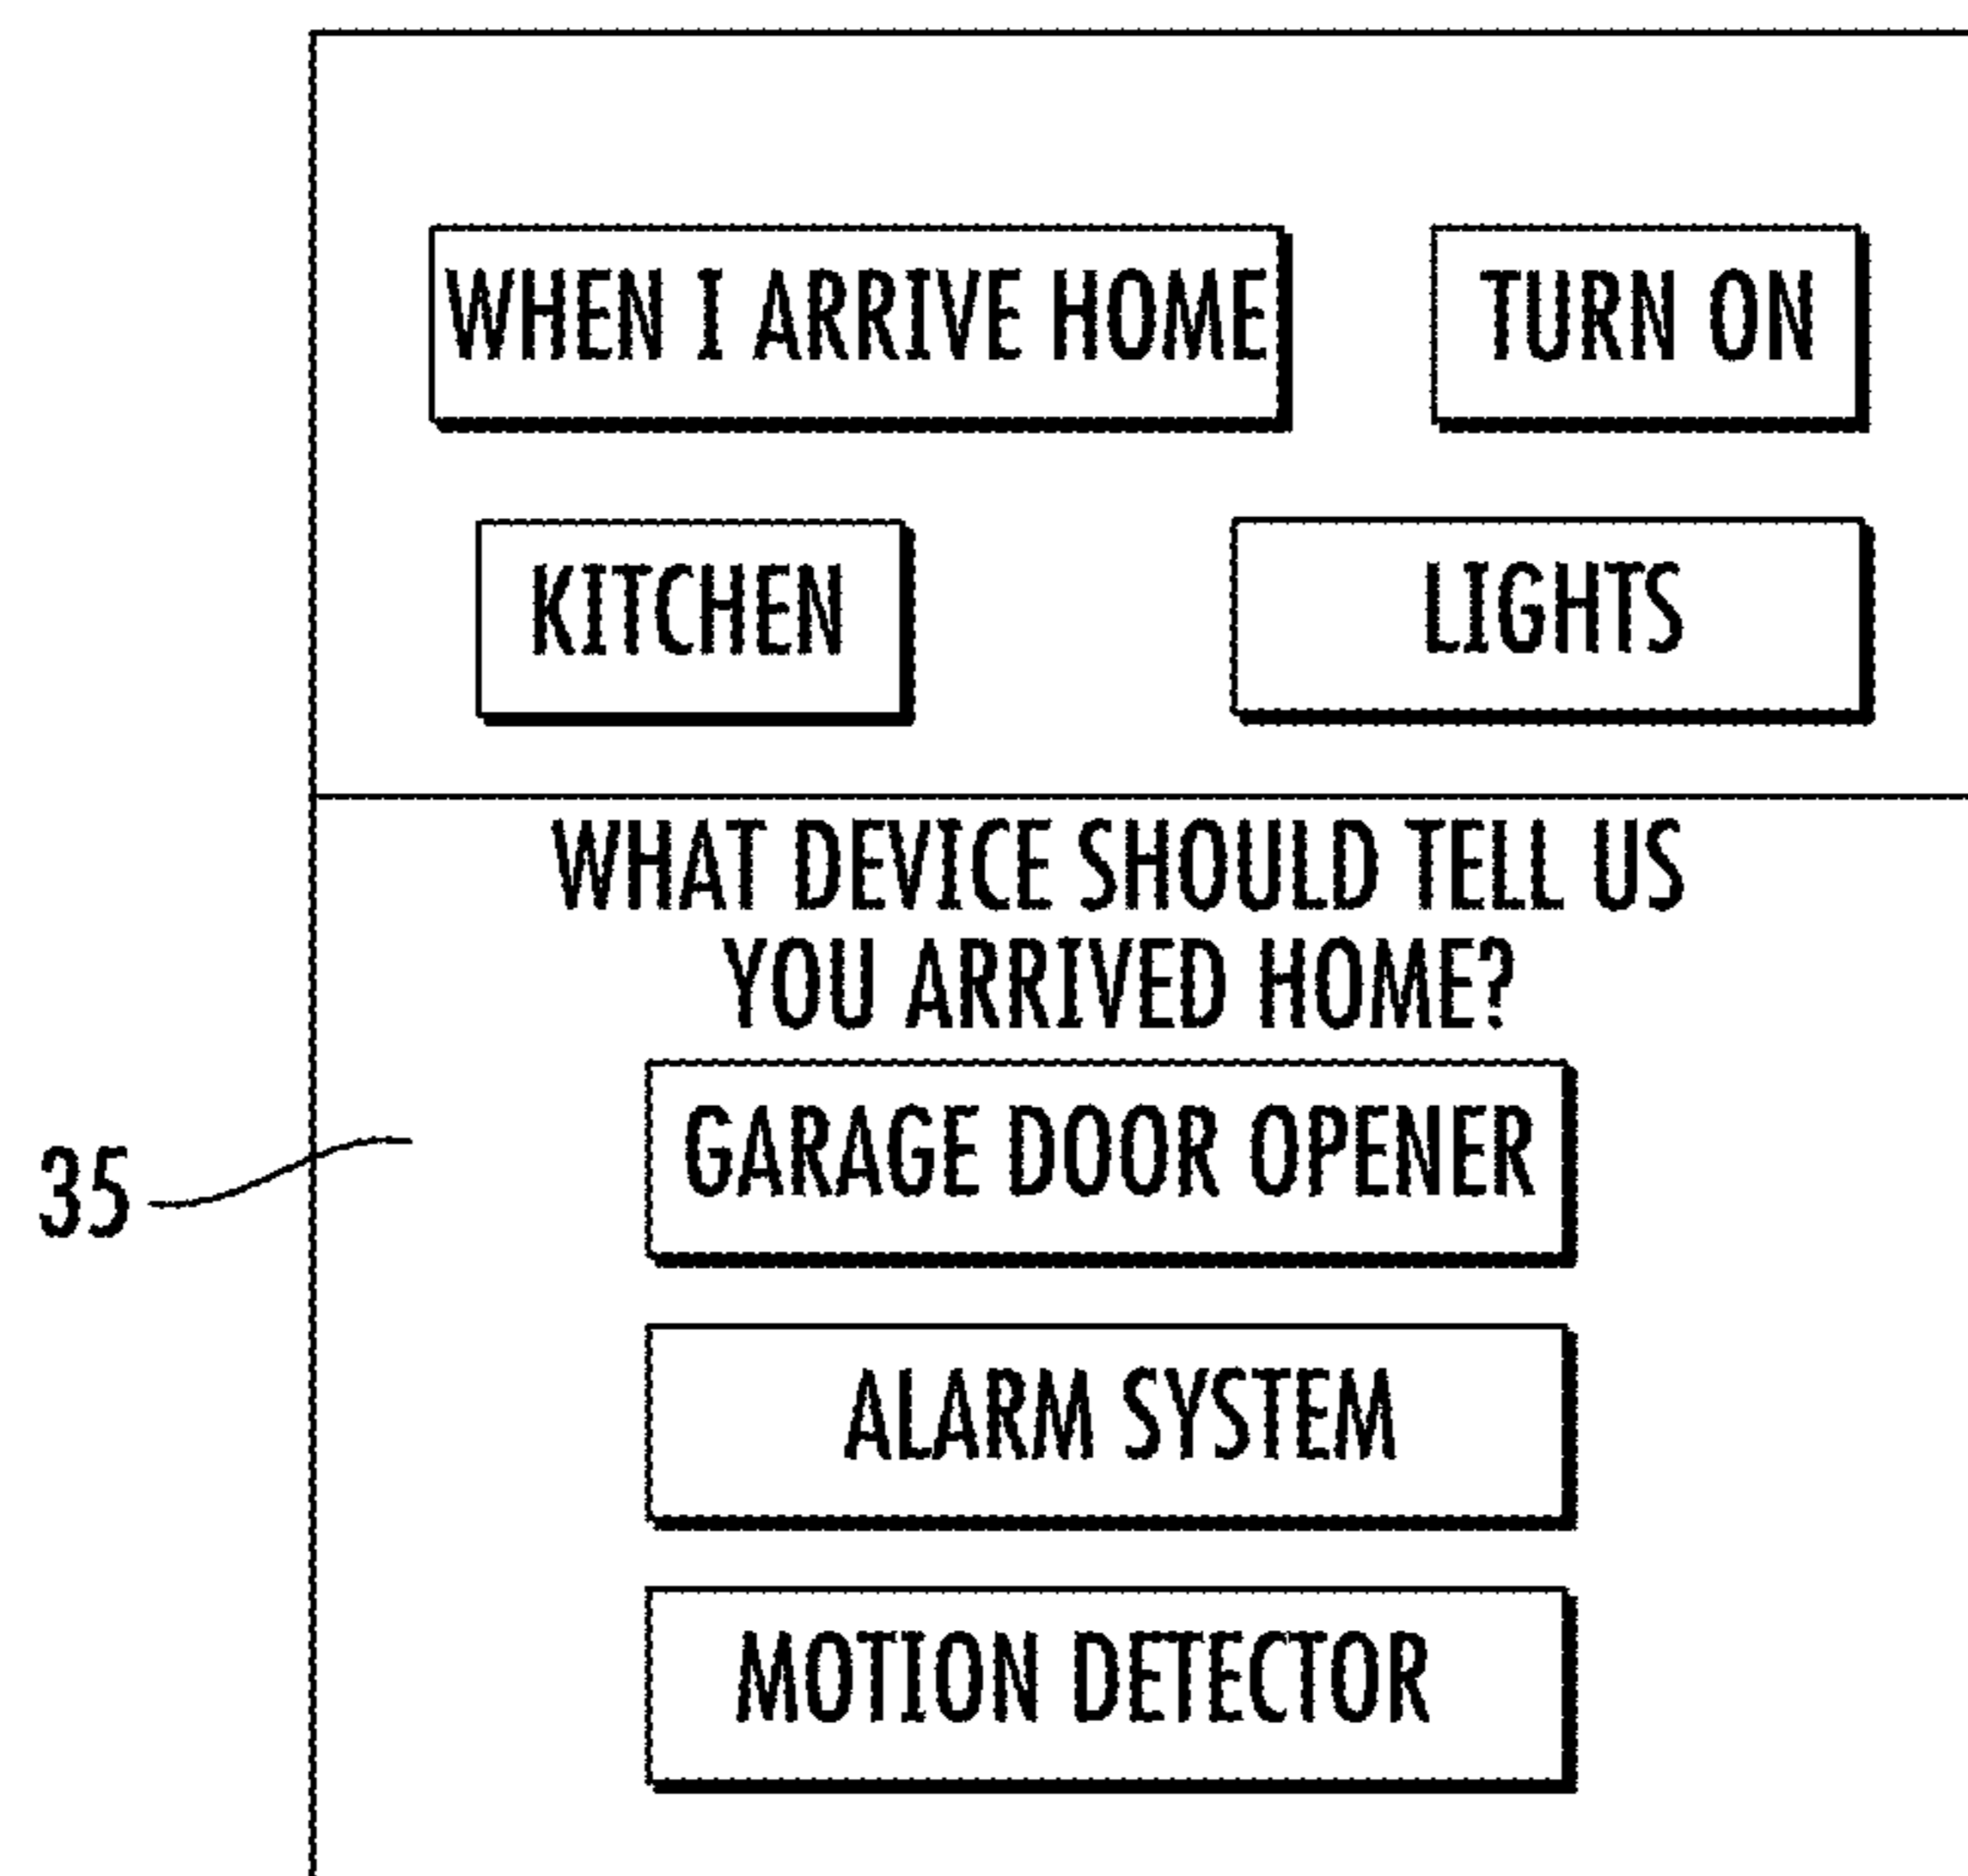 WHEN I ARRIVE HOME
TURN ON
KITCHEN
LIGHTS
WHAT DEVICE SHOULD TELL US
YOU ARRIVED HOME?
GARAGE DOOR OPENER
35
ALARM SYSTEM
MOTION DETECTOR